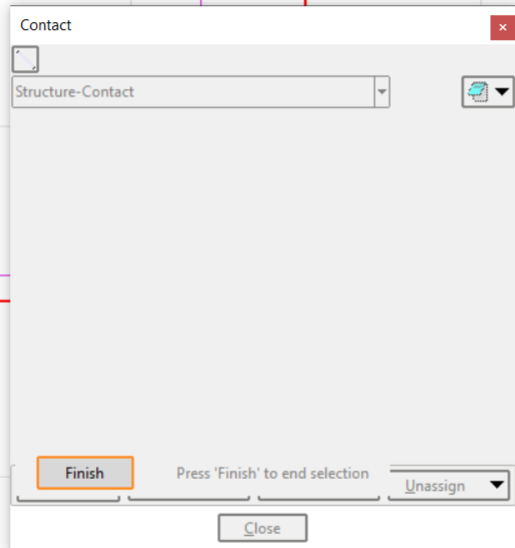 Contact
Structure-Contact
Finish Press 'Finish' to end selection
Unassign
Close